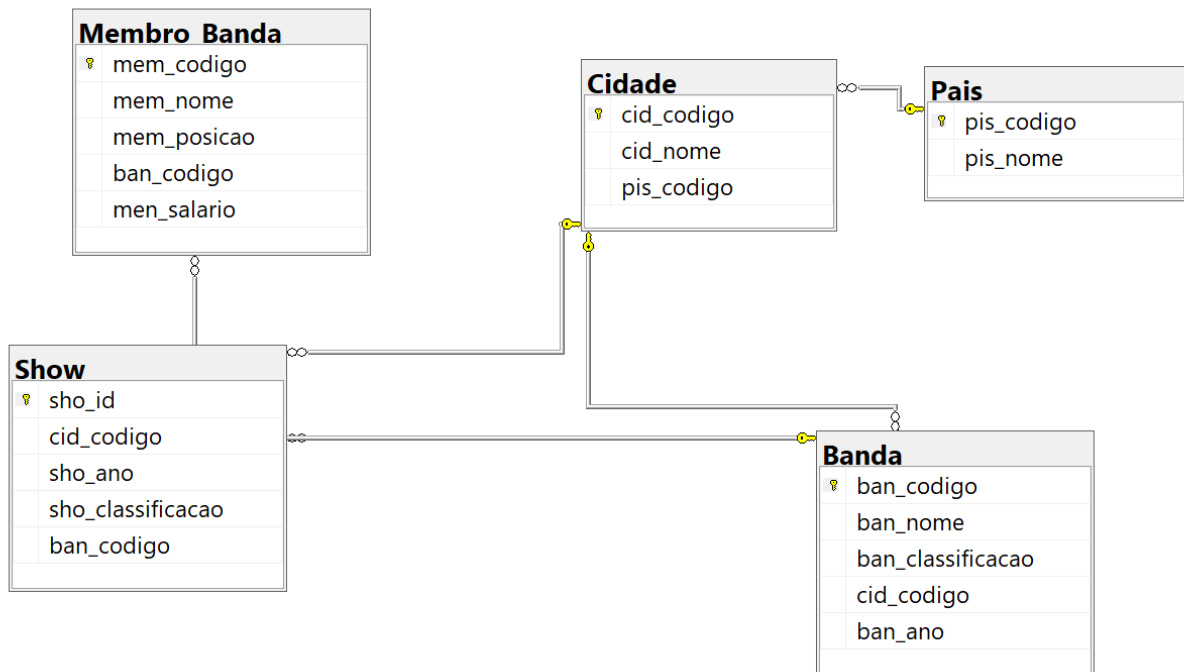 Membro_Banda
mem_codigo
mem_nome
mem_posicao
ban_codigo
men_salario
Cidade
cid_codigo
cid_nome
pis_codigo
Pais
pis_codigo
pis_nome
Show
sho_id
cid_codigo
sho_ano
sho_classificacao
ban_codigo
Banda
ban_codigo
ban_nome
ban_classificacao
cid_codigo
ban_ano